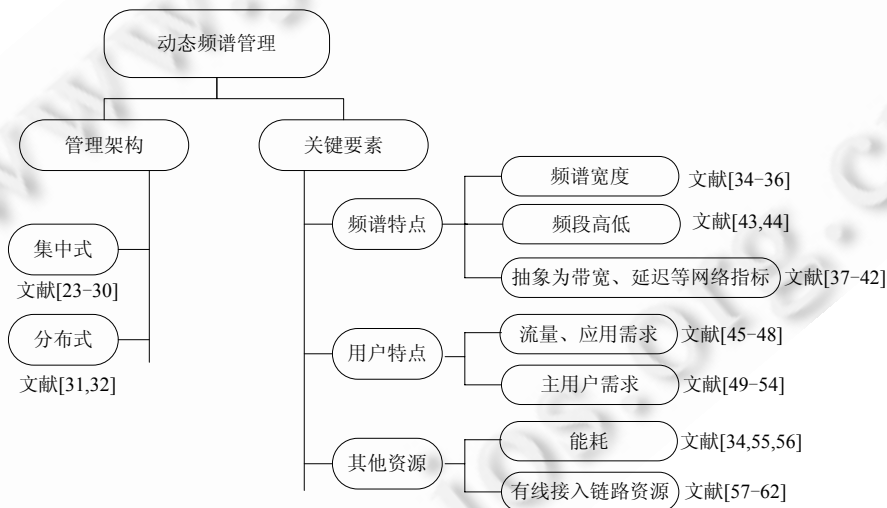 动态频谱管理
管理架构
关键要素
集中式
文献[23-30]
分布式
文献[31,32]
频谱特点
频谱宽度
文献[34-36]
频段高低
文献[43,44]
抽象为带宽、延迟等网络指标
文献[37-42]
用户特点
流量、应用需求
文献[45-48]
主用户需求
文献[49-54]
其他资源
能耗
文献[34,55,56]
有线接入链路资源
文献[57-62]